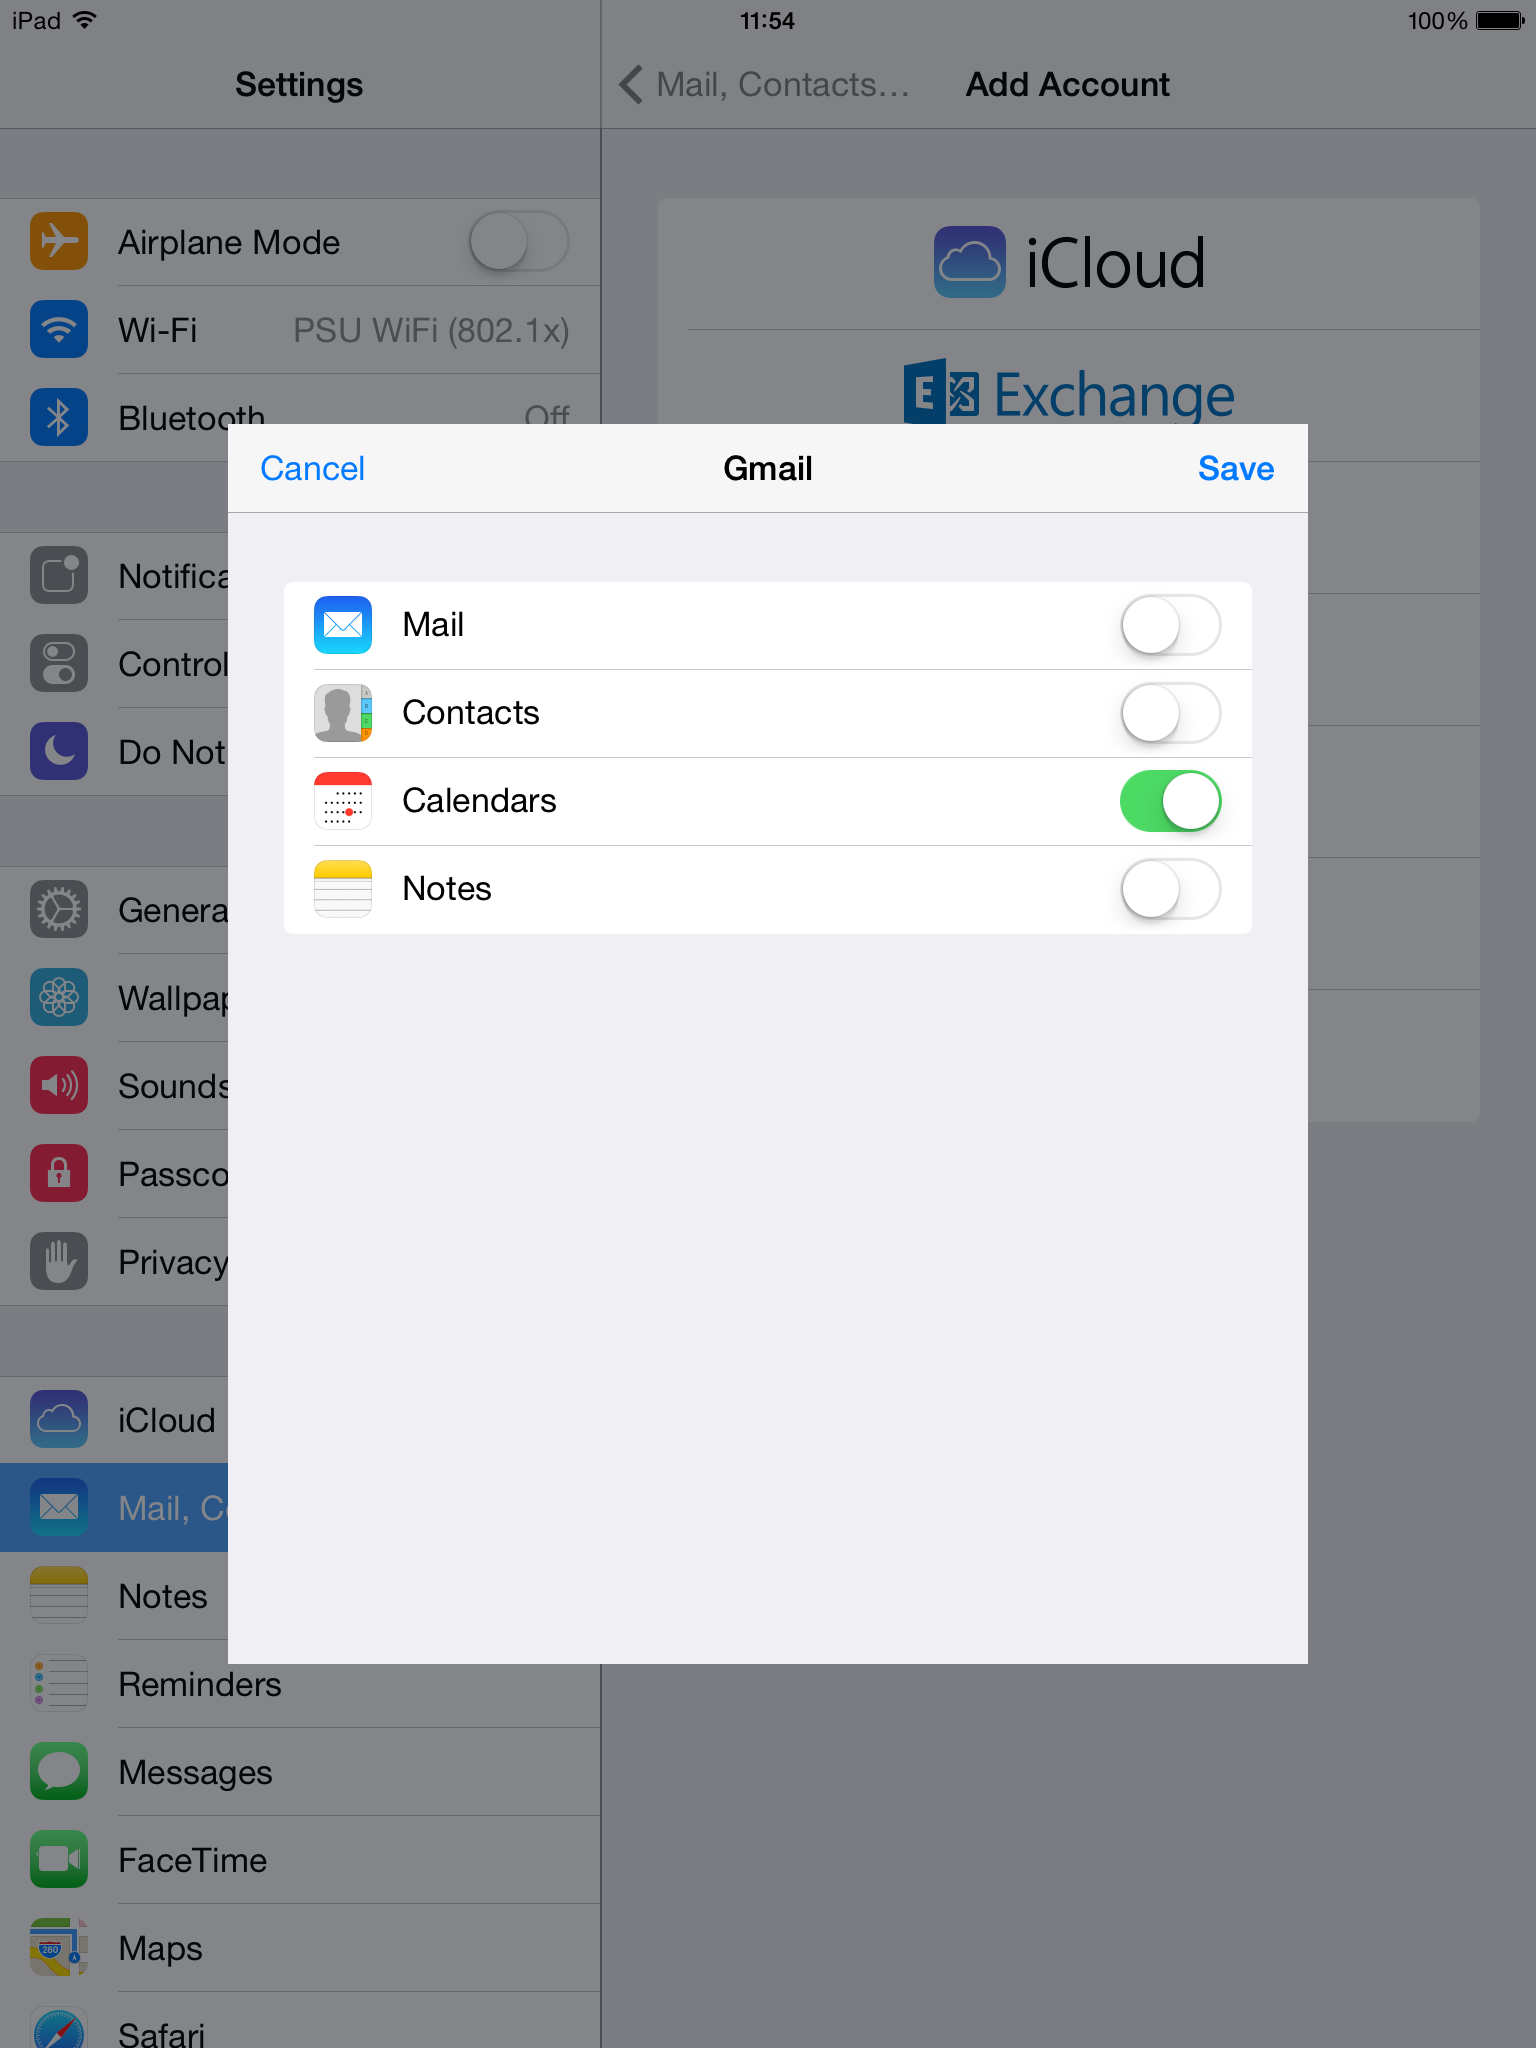 iPad
11:54
100%
Settings
Mail, Contacts...
Add Account
Airplane Mode
Wi-Fi
PSU WiFi (802.1x)
Bluetooth
Off
iCloud
Exchange
Cancel
Gmail
Save
Mail
Contacts
Calendars
Notes
Notifica
Control
Do Not
Genera
Wallpap
Sounds
Passco
Privacy
iCloud
Mail, Co
Notes
Reminders
Messages
FaceTime
280
Maps
Safari